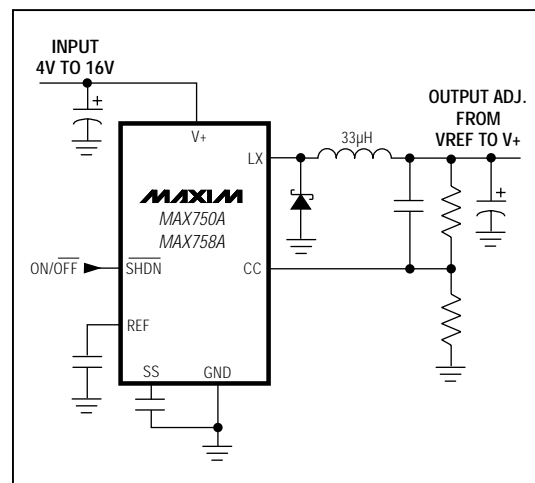 INPUT
4V TO 16V
OUTPUT ADJ.
FROM
VREF TO V+
V+
LX
33µH
MAXIM
MAX750A
MAX758A
ON/OFF
SHDN
CC
REF
SS
GND
+
+